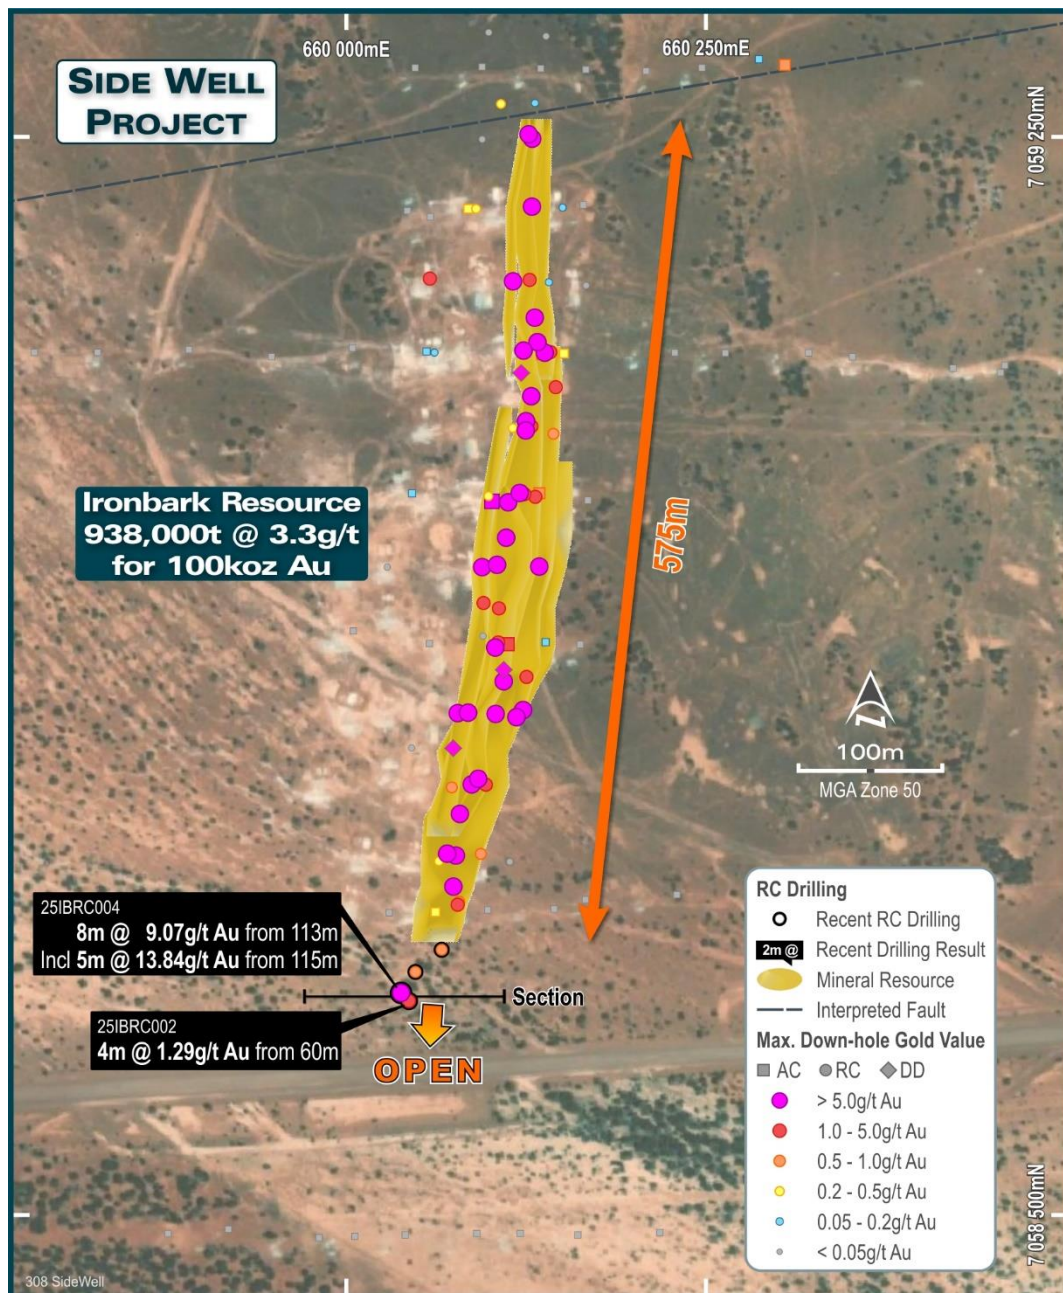 660 000mE
660 250mE
SIDE WELL
PROJECT
7 059 250mN
Ironbark Resource
938,000t @ 3.3g/t
for 100koz Au
575m
Z
100m
MGA Zone 50
25IBRC004
8m @ 9.07g/t Au from 113m
Incl 5m @ 13.84g/t Au from 115m
Section
25IBRC002
4m @ 1.29g/t Au from 60m
OPEN
RC Drilling
Recent RC Drilling
2m @ Recent Drilling Result
Mineral Resource
Interpreted Fault
Max. Down-hole Gold Value
AC RC DD
> 5.0g/t Au
1.0 - 5.0g/t Au
0.5 - 1.0g/t Au
0.2 - 0.5g/t Au
0.05 - 0.2g/t Au
< 0.05g/t Au
7 058 500mN
308 SideWell